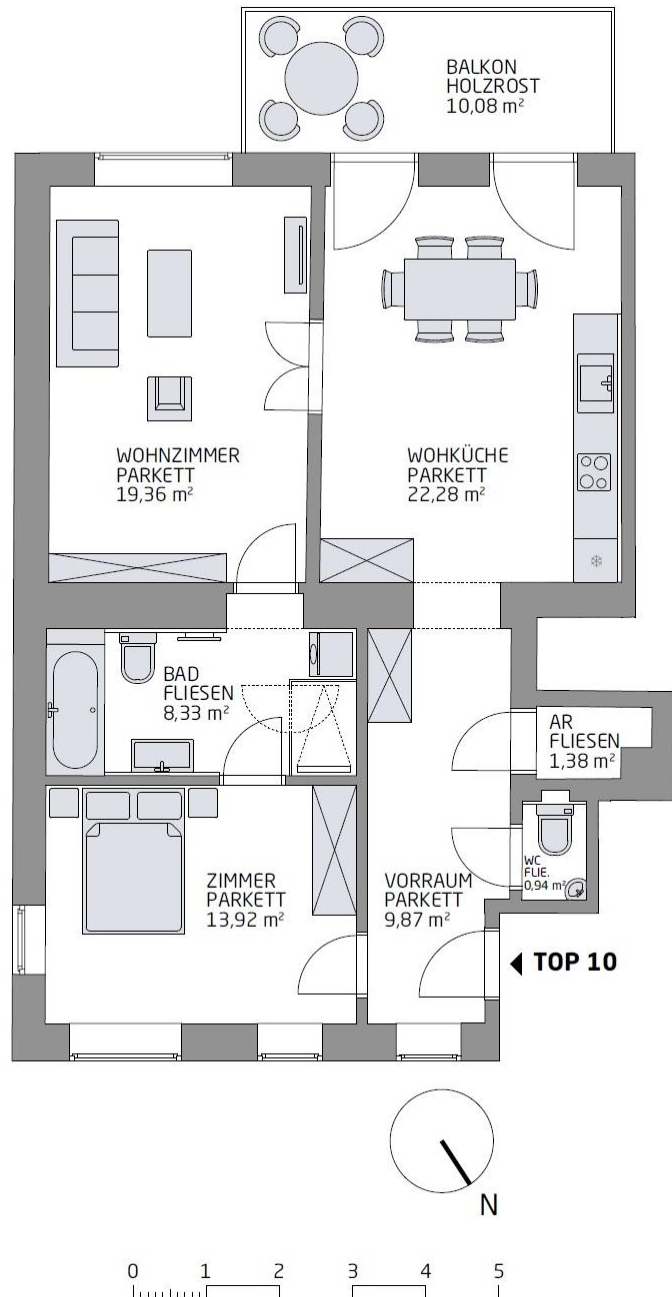 BALKON
HOLZROST
10,08 m²
WOHNZIMMER
PARKETT
19,36 m²
WOHKÜCHE
PARKETT
22,28 m²
BAD
FLIESEN
8,33 m²
AR
FLIESEN
1,38 m²
WC
FLIE.
0,94 m²
ZIMMER
PARKETT
13,92 m²
VORRAUM
PARKETT
9,87 m²
TOP 10
N
0 1 2 3 4 5